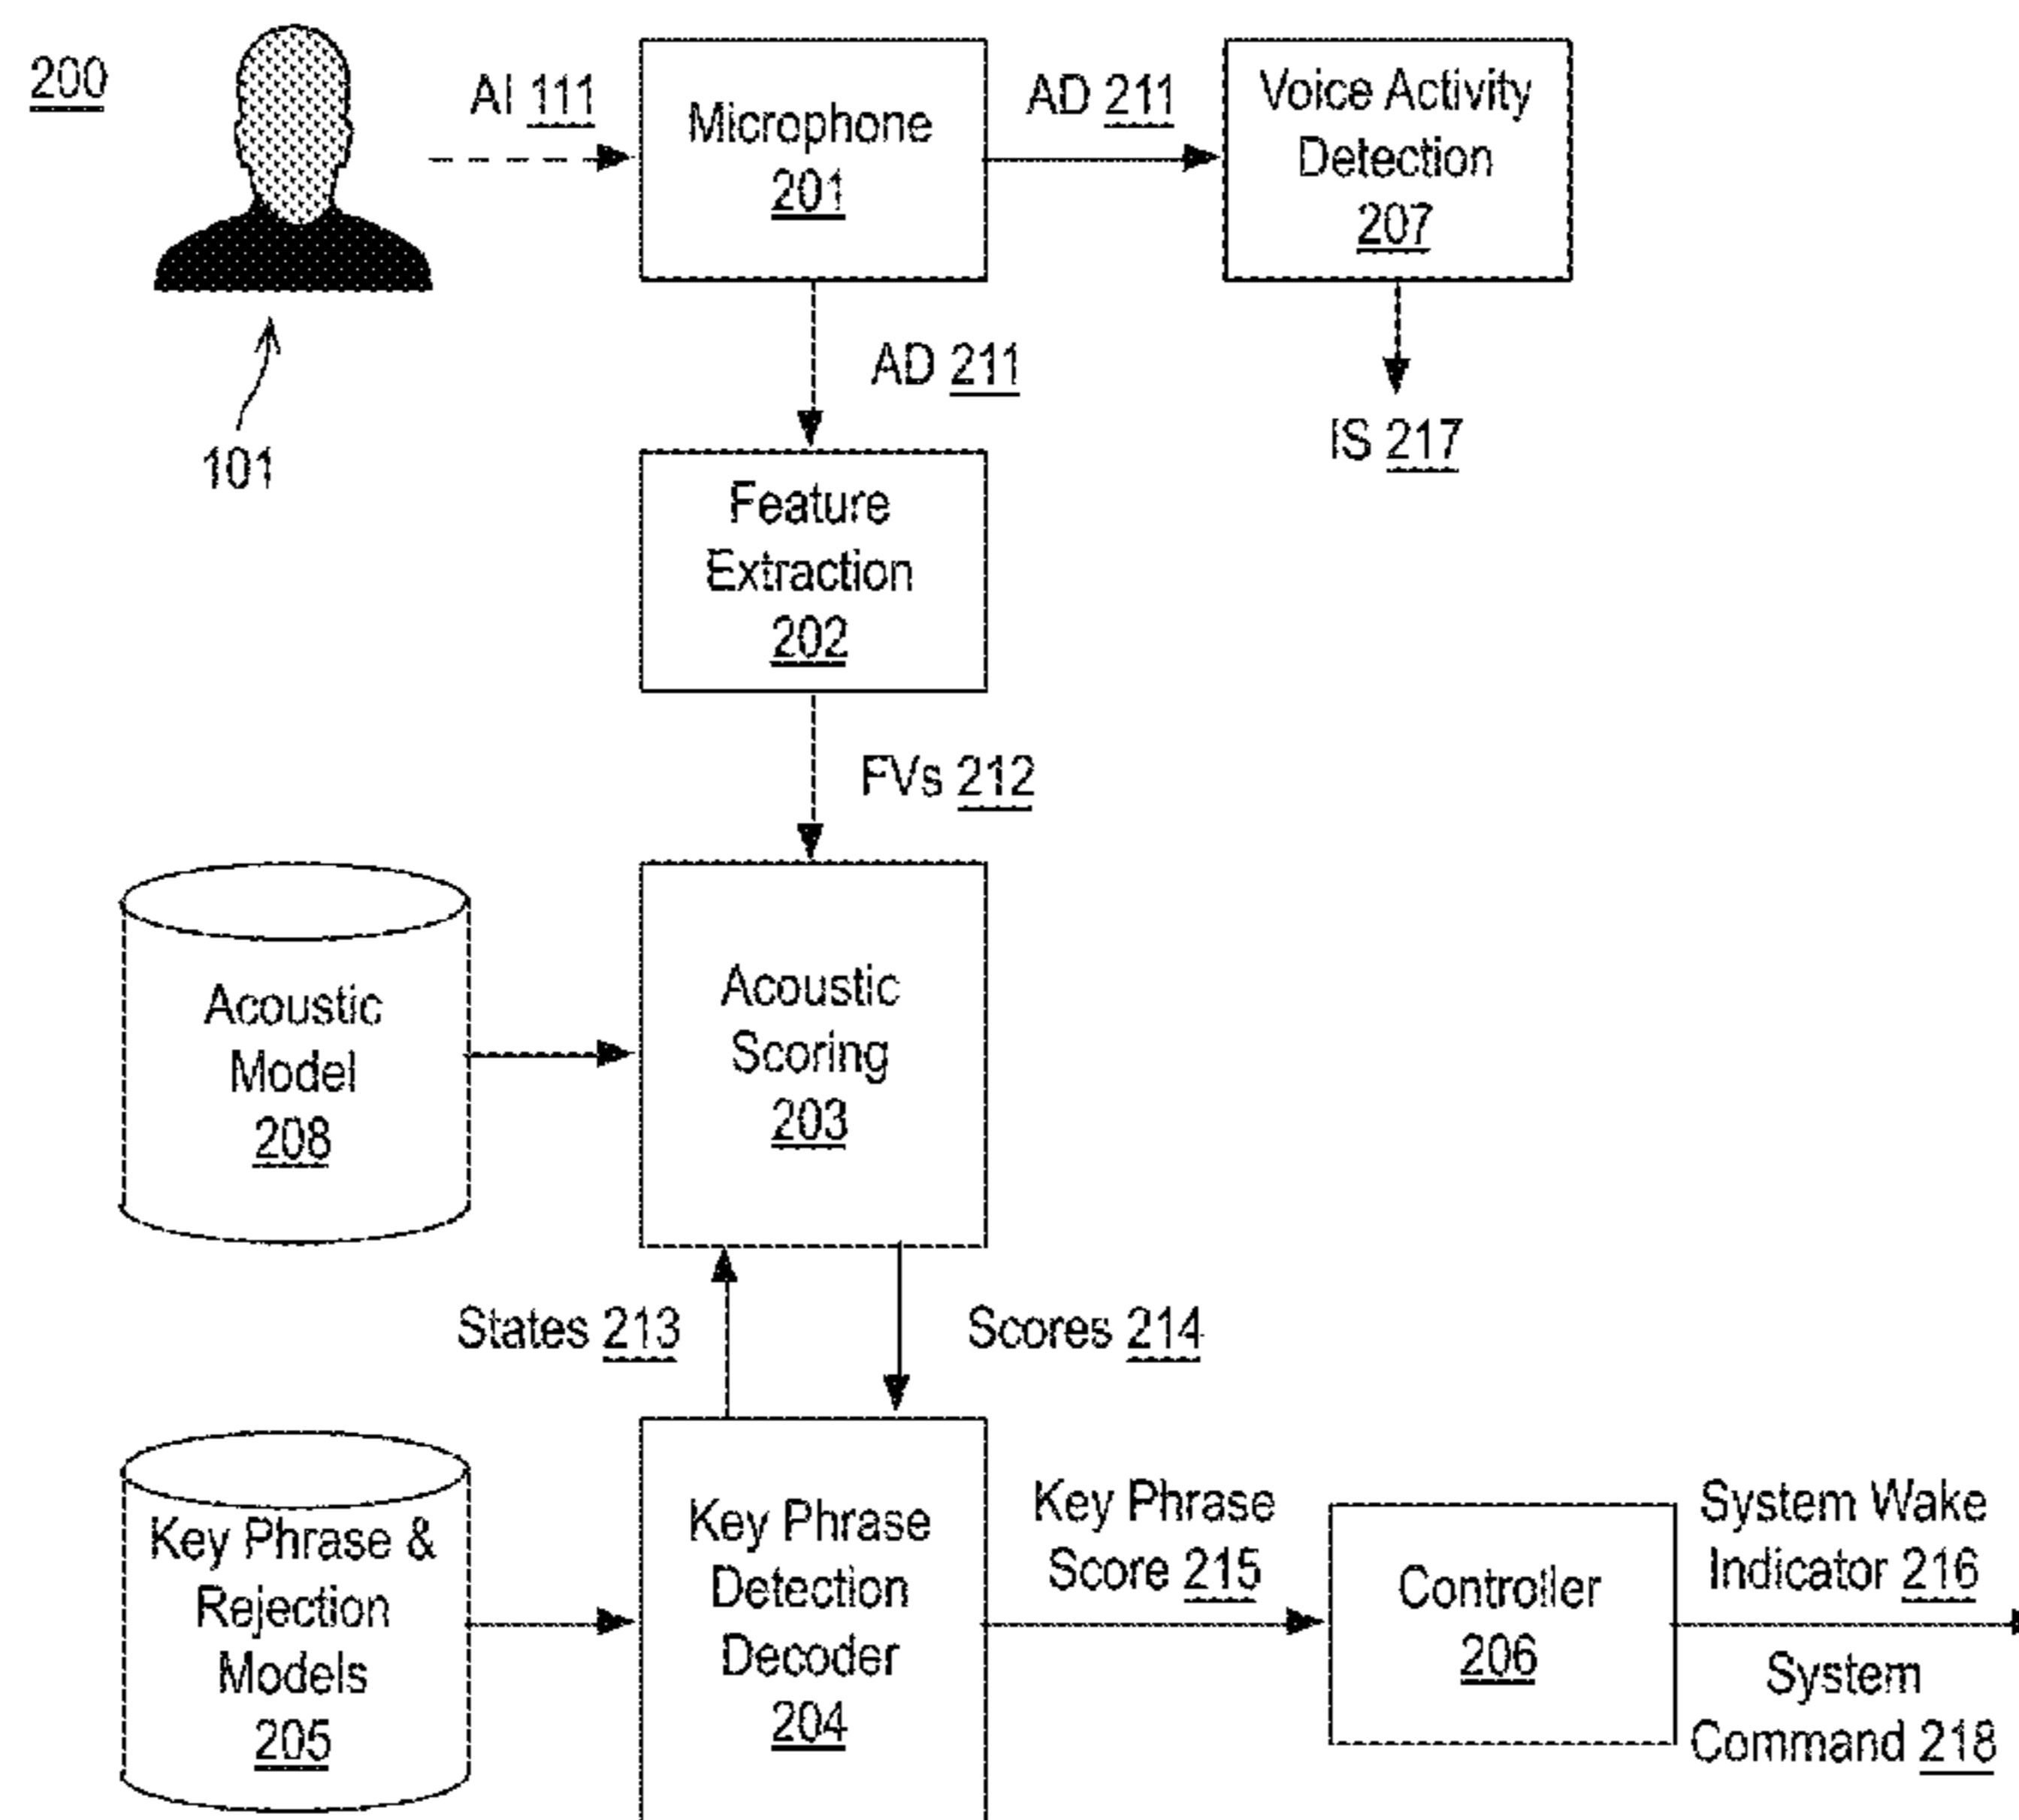 200
AI 111
Microphone
201
AD 211
Voice Activity
Detection
207
101
AD 211
IS 217
Feature
Extraction
202
FVs 212
Acoustic
Model
208
Acoustic
Scoring
203
States 213
Scores 214
Key Phrase &
Rejection
Models
205
Key Phrase
Detection
Decoder
204
Key Phrase
Score 215
Controller
206
System Wake
Indicator 216
System
Command 218